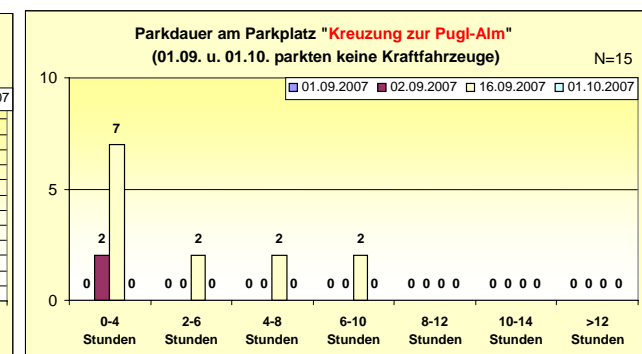 07
Parkdauer am Parkplatz "Kreuzung zur Pugl-Alm"
(01.09. u. 01.10. parkten keine Kraftfahrzeuge)
N=15
01.09.2007 02.09.2007 16.09.2007 01.10.2007
10
5
0
0 2 7 0 0 0 2 0 0 0 2 0 0 0 2 0 0 0 0 0 0 0 0 0 0 0 0 0
0-4 2-6 4-8 6-10 8-12 10-14 >12
Stunden Stunden Stunden Stunden Stunden Stunden Stunden